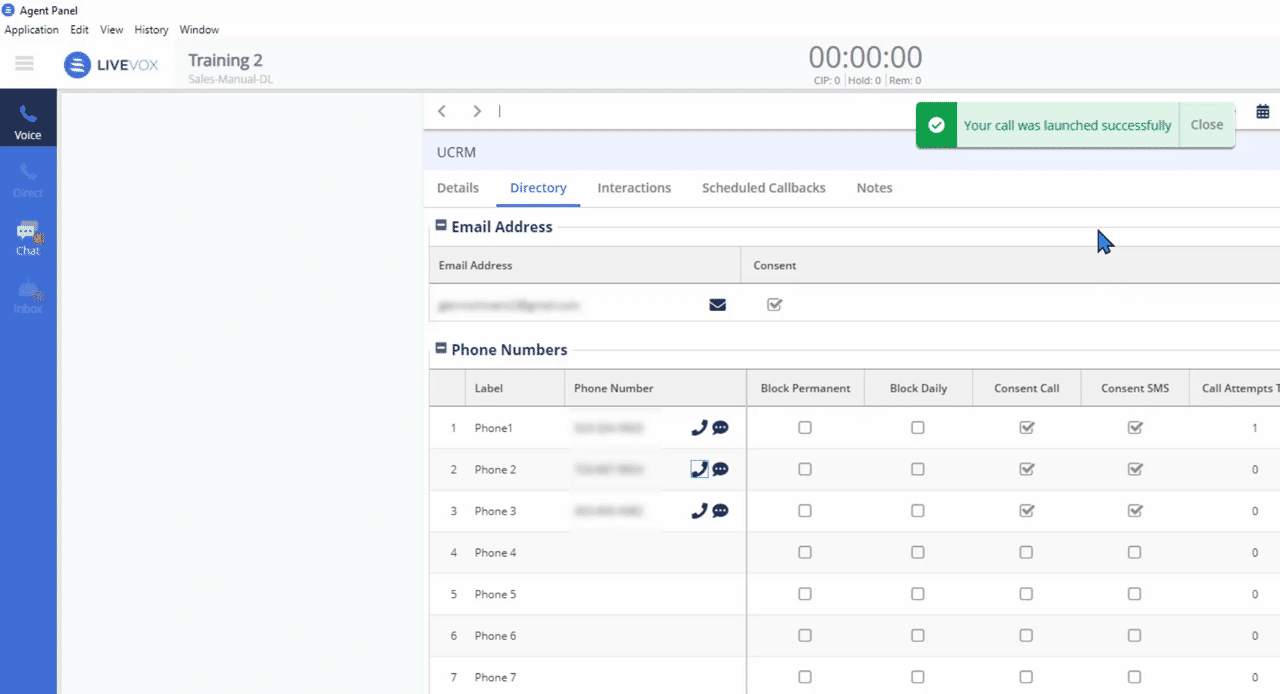 Agent Panel
Application Edit View History Window
LIVEVOX
Training 2
Sales-Manual-DL
00:00:00
CIP: 0 Hold: 0 Rem: 0
Voice
Direct
Chat
Inbox
Your call was launched successfully Close
UCRM
Details Directory Interactions Scheduled Callbacks Notes
Email Address
Email Address Consent
Phone Numbers
Label Phone Number Block Permanent Block Daily Consent Call Consent SMS Call Attempts T
1 Phone1 1
2 Phone 2 0
3 Phone 3 0
4 Phone 4 0
5 Phone 5 0
6 Phone 6 0
7 Phone 7 0